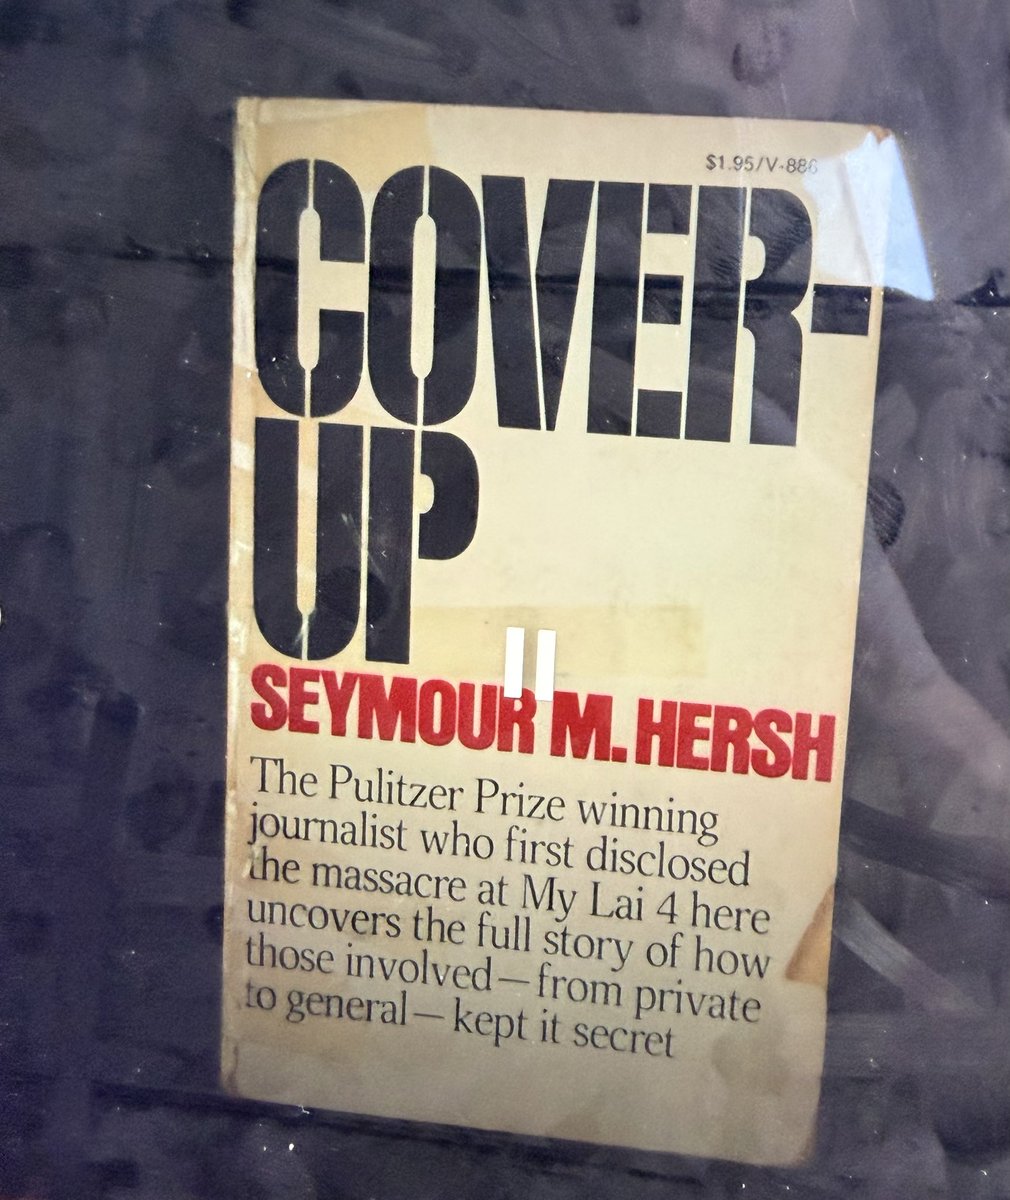 $1.95/V-886
COVER-
UP
SEYMOUR M. HERSH
The Pulitzer Prize winning
journalist who first disclosed
the massacre at My Lai 4 here
uncovers the full story of how
those involved—from private
to general—kept it secret